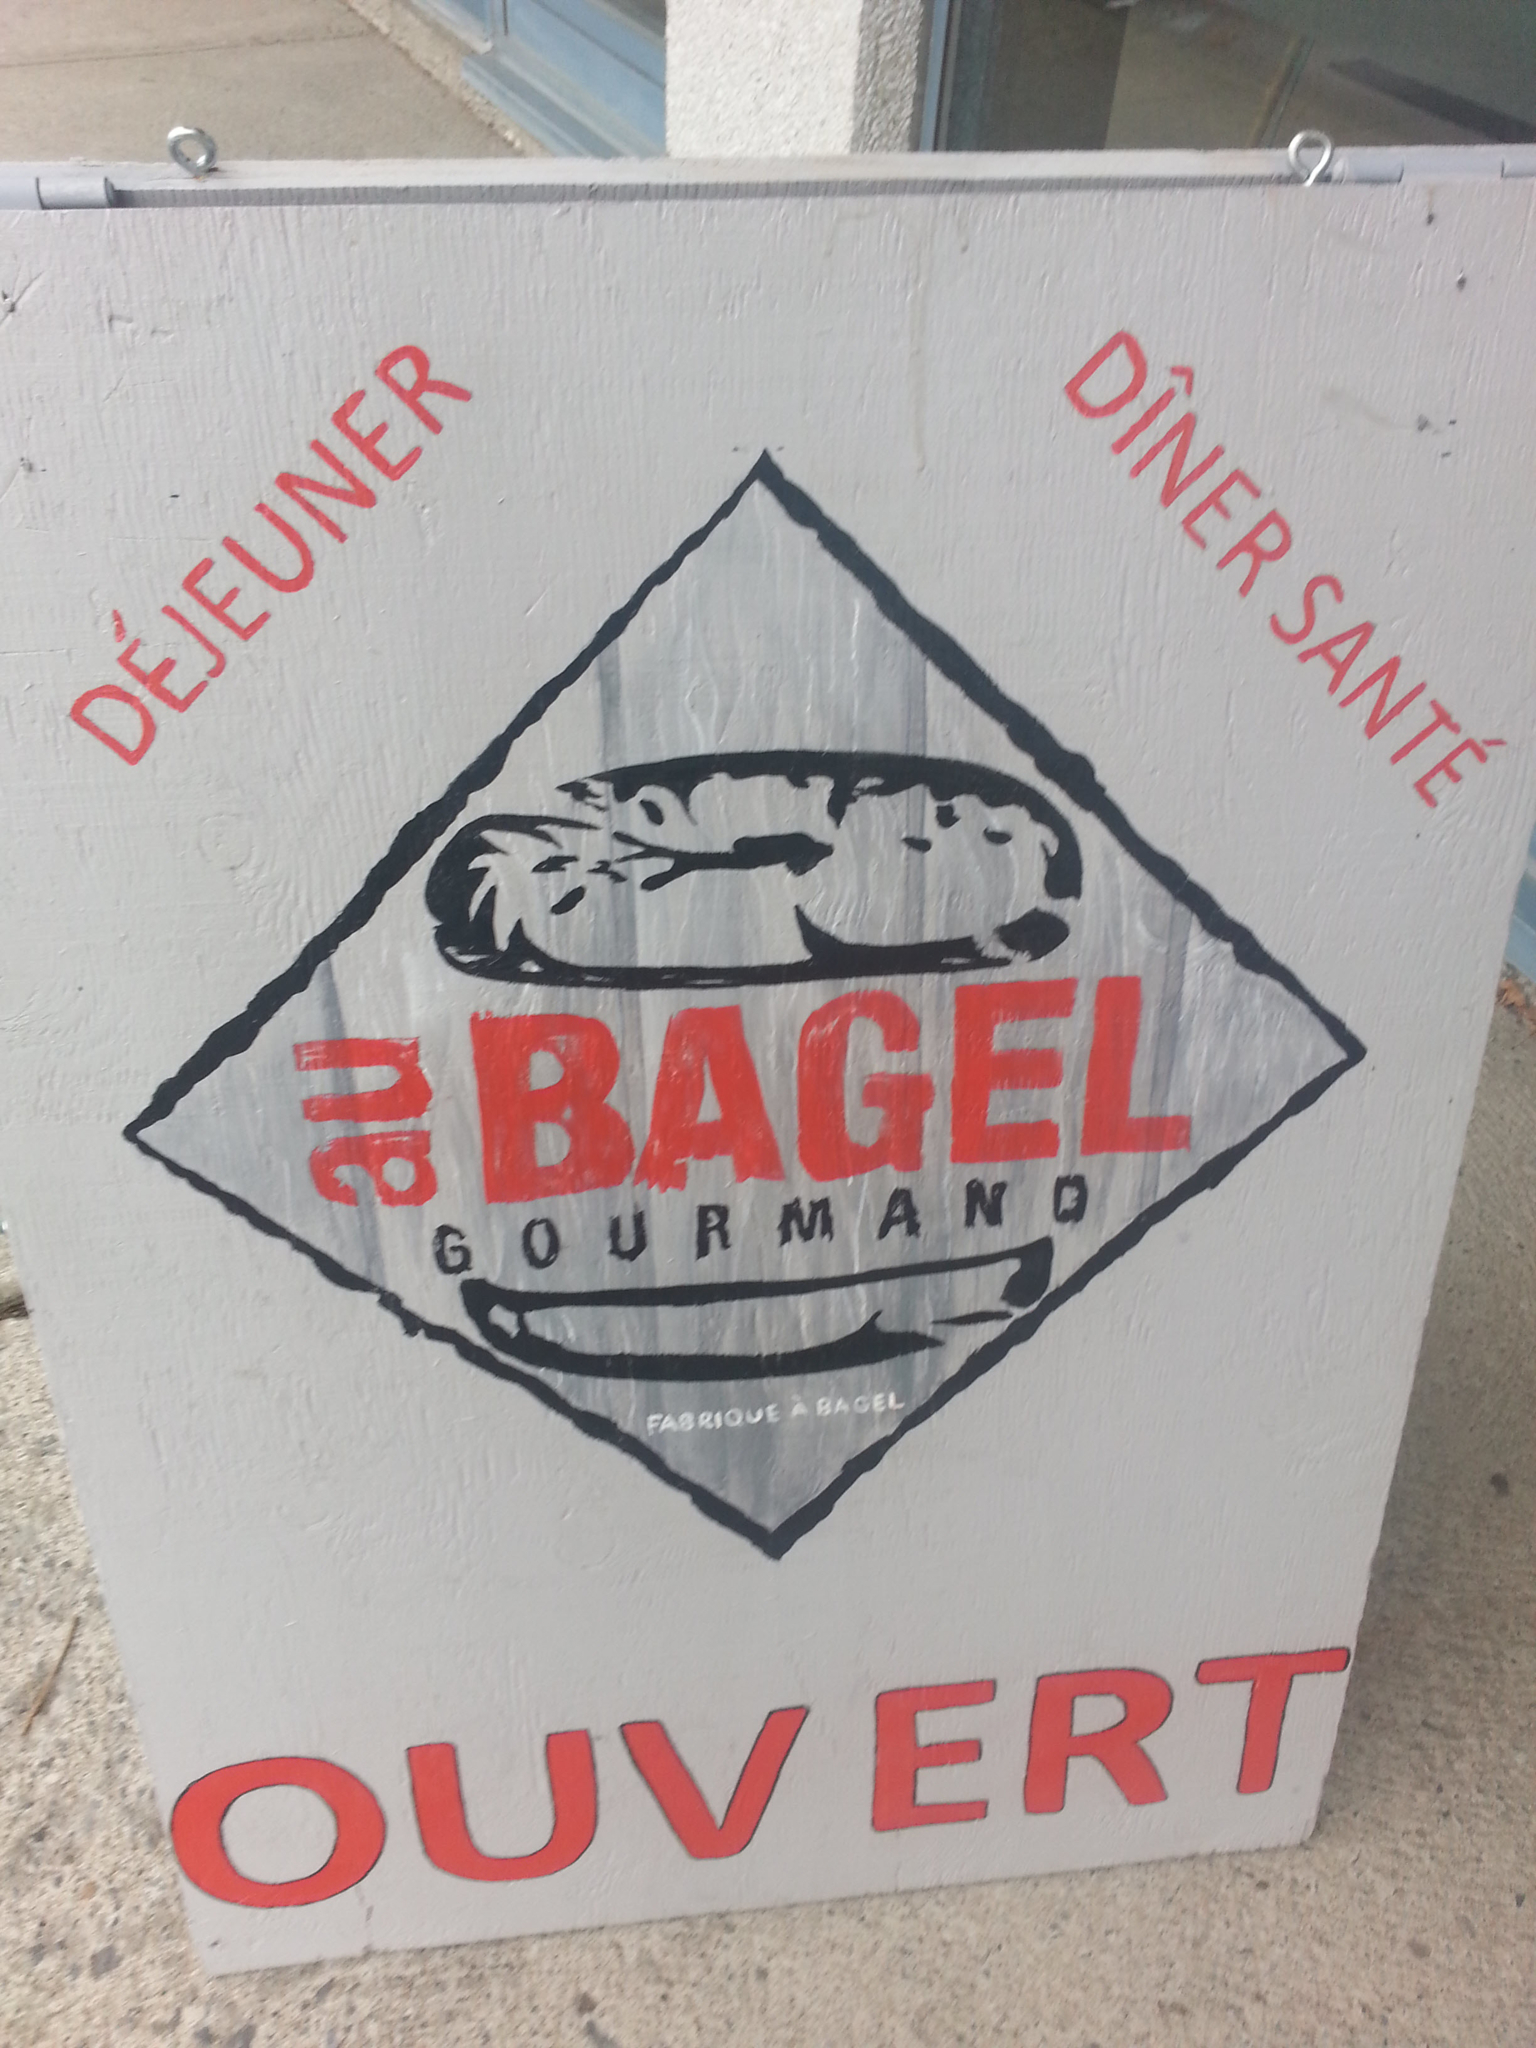 DÉJEUNER
DÎNER SANTÉ
au BAGEL
GOURMAND
FABRIQUE À BAGEL
OUVERT